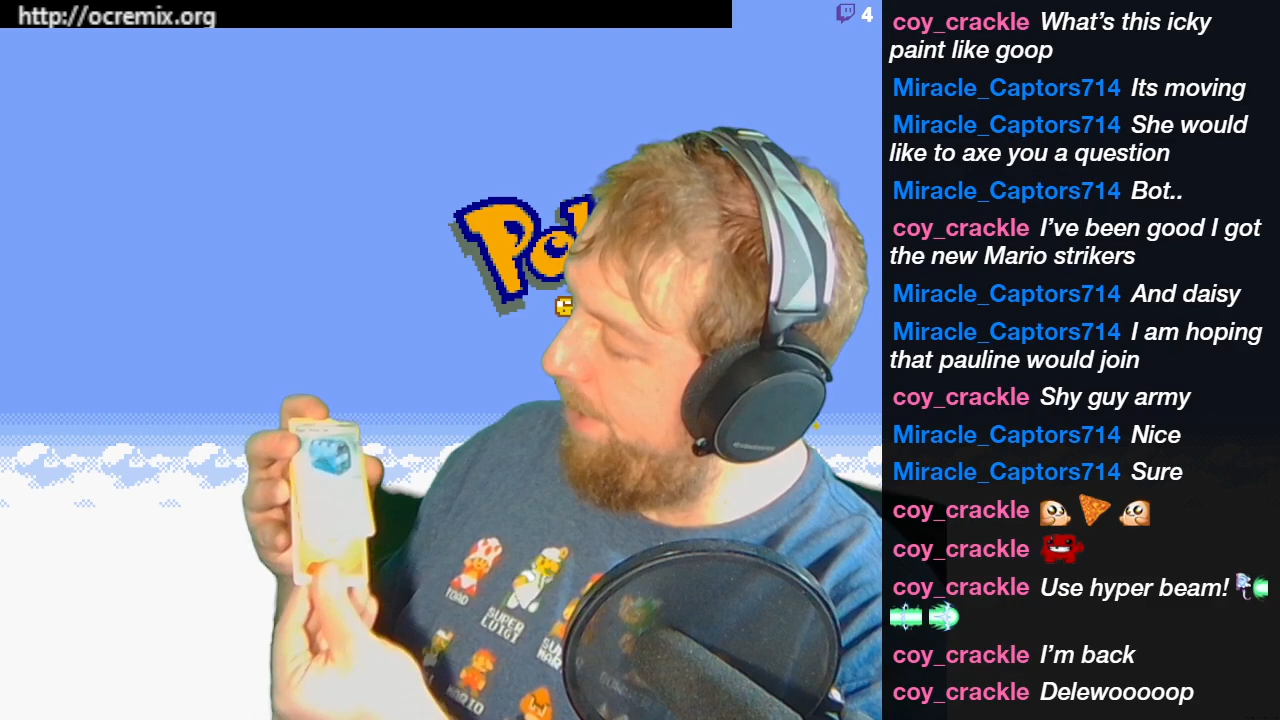 http://ocremix.org
4
Pok
G
TOAD
SUPER
LUIGI
MARIO
coy_crackle What's this icky
paint like goop
Miracle_Captors714 Its moving
Miracle_Captors714 She would
like to axe you a question
Miracle_Captors714 Bot..
coy_crackle I've been good I got
the new Mario strikers
Miracle_Captors714 And daisy
Miracle_Captors714 I am hoping
that pauline would join
coy_crackle Shy guy army
Miracle_Captors714 Nice
Miracle_Captors714 Sure
coy_crackle
coy_crackle
coy_crackle Use hyper beam!
coy_crackle I'm back
coy_crackle Delewooooop